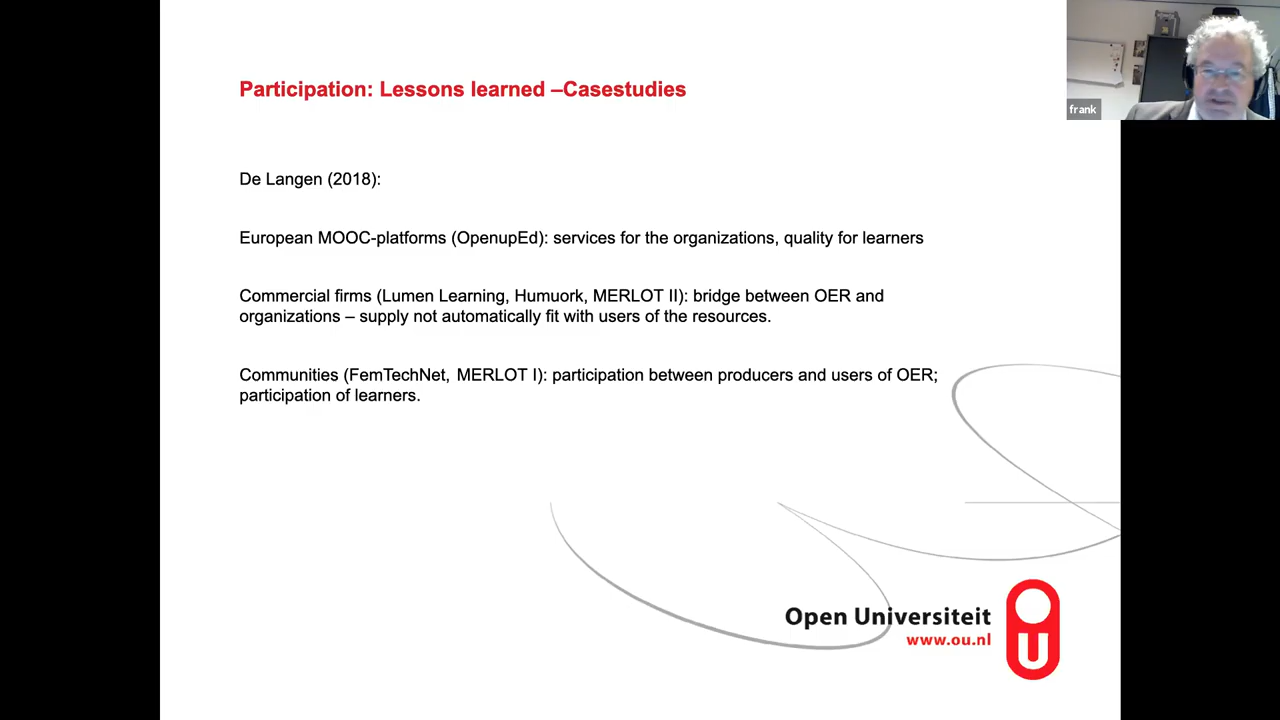 Participation: Lessons learned –Casestudies
frank
De Langen (2018):
European MOOC-platforms (OpenupEd): services for the organizations, quality for learners
Commercial firms (Lumen Learning, Humuork, MERLOT II): bridge between OER and
organizations – supply not automatically fit with users of the resources.
Communities (FemTechNet, MERLOT I): participation between producers and users of OER;
participation of learners.
Open Universiteit
www.ou.nl
U